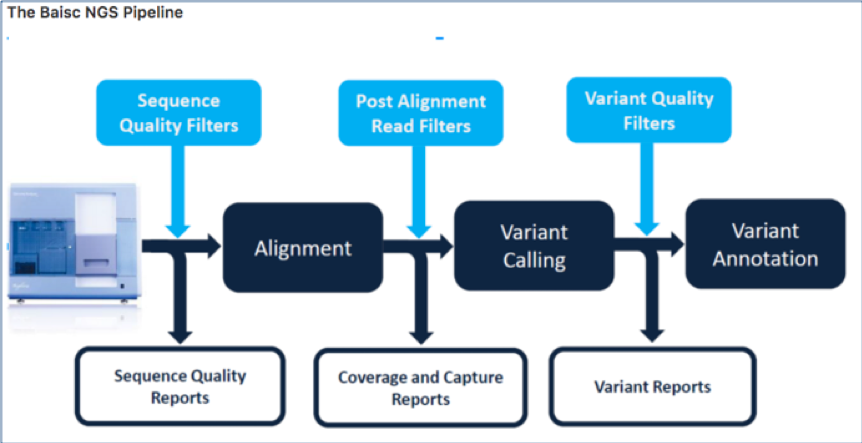 The Baisc NGS Pipeline
Sequence
Quality Filters
Post Alignment
Read Filters
Variant Quality
Filters
Alignment
Variant
Calling
Variant
Annotation
Sequence Quality
Reports
Coverage and Capture
Reports
Variant Reports